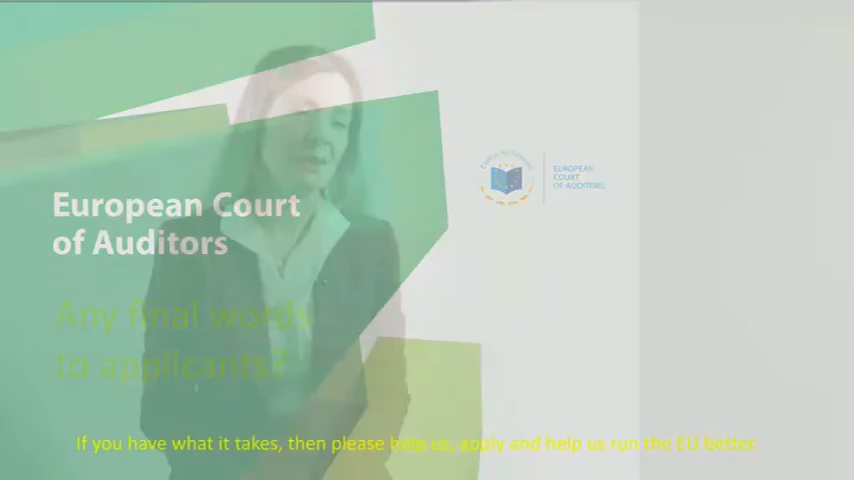 EUROPEAN
COURT
OF AUDITORS
European Court
of Auditors
Any final words
to applicants?
If you have what it takes, then please help us, apply and help us run the EU better.